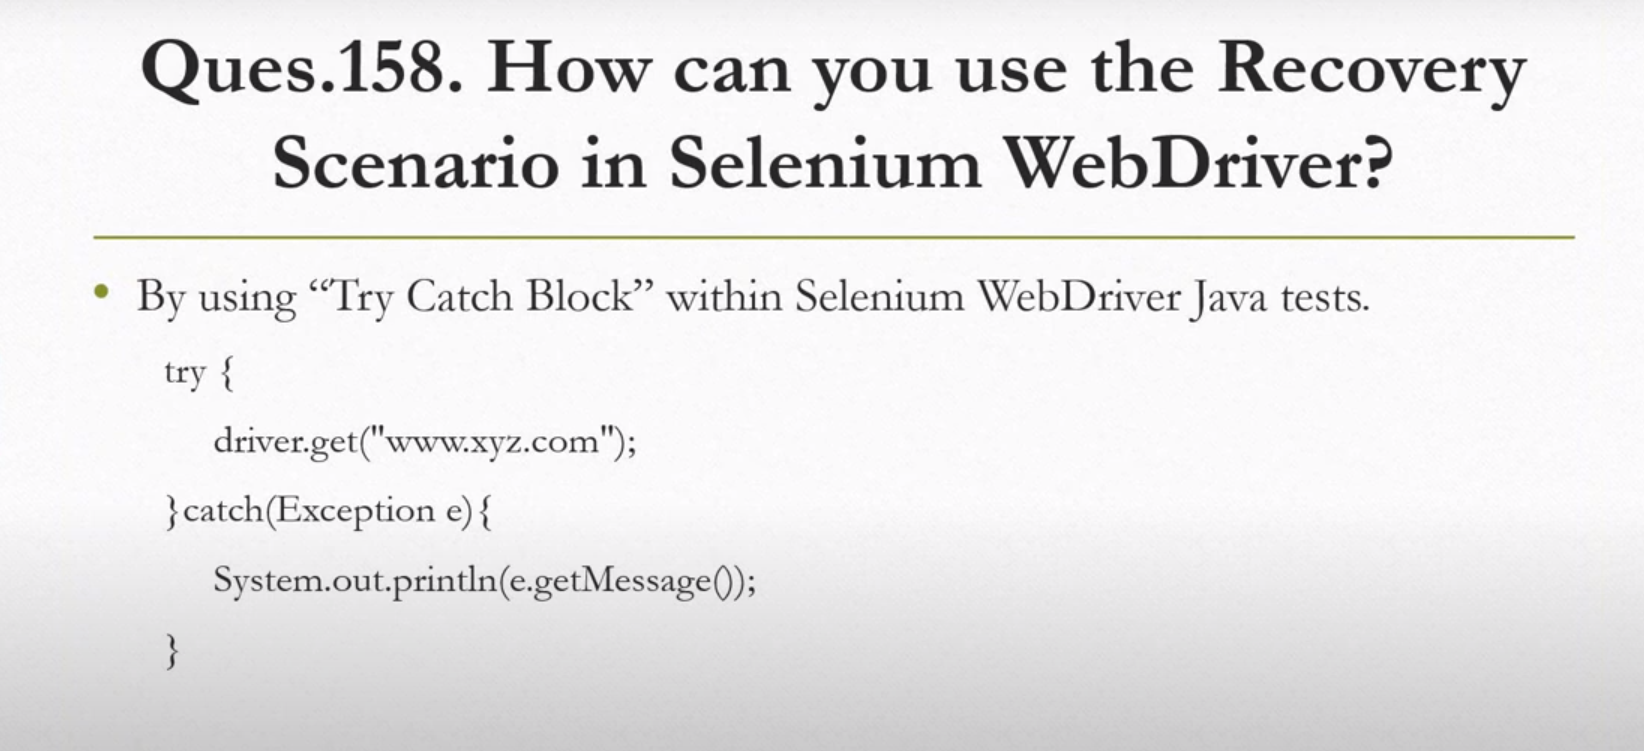 Ques.158. How can you use the Recovery
Scenario in Selenium WebDriver?
• By using “Try Catch Block” within Selenium WebDriver Java tests.
try {
driver.get("www.xyz.com");
}catch(Exception e){
System.out.println(e.getMessage());
}